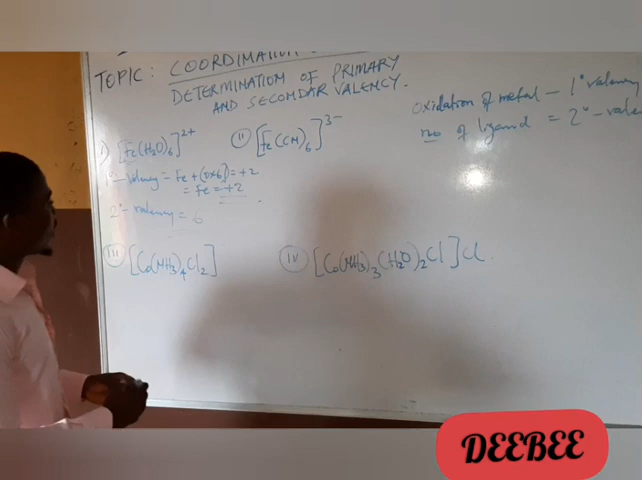 TOPIC: COORDINATION
DETERMINATION OF PRIMARY
AND SECONDAR VALENCY.
Oxidation of metal – 1° valency
no of ligand = 2° – vale
I) [Fe(H₂O)₆]²⁺
1° – valency = Fe + (0×6) = +2
= Fe = +2
2° – valency = 6
II [Fe(CN)₆]³⁻
III [Co(NH₃)₄Cl₂]
IV [Co(NH₃)₃(H₂O)₂Cl]Cl.
DEEBEE